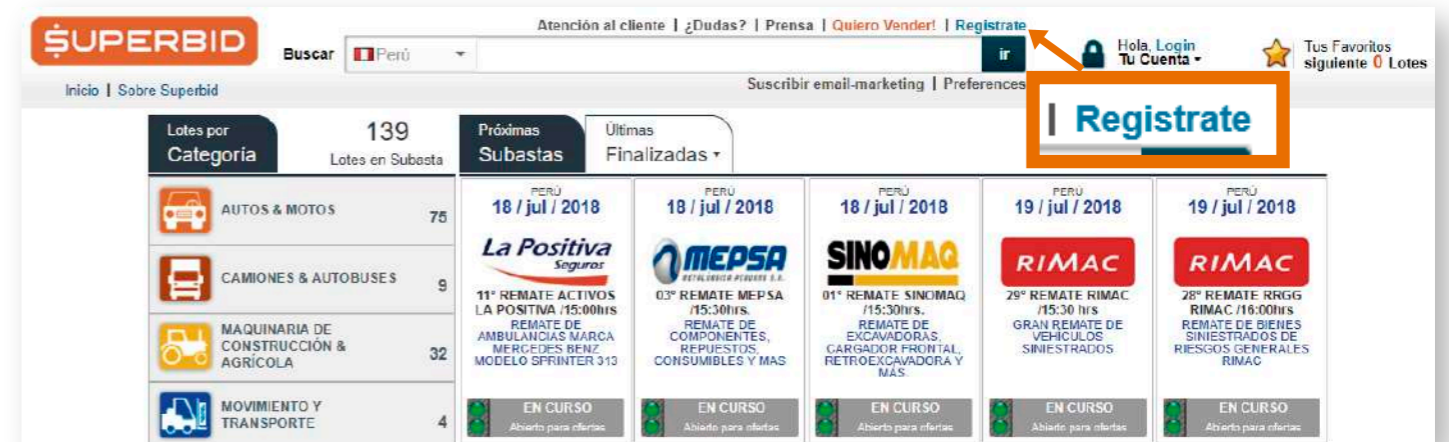 Atención al cliente | ¿Dudas? | Prensa | Quiero Vender! | Registrate
SUPERBID
Buscar
Perú
ir
Hola, Login
Tu Cuenta
Tus Favoritos
siguiente 0 Lotes
Inicio | Sobre Superbid
Suscribir email-marketing | Preferences
| Registrate
Lotes por
Categoría
139
Lotes en Subasta
Próximas
Subastas
Últimas
Finalizadas
AUTOS & MOTOS 75
CAMIONES & AUTOBUSES 9
MAQUINARIA DE
CONSTRUCCIÓN &
AGRÍCOLA 32
MOVIMIENTO Y
TRANSPORTE 4
PERÚ
18 / jul / 2018
La Positiva
Seguros
11° REMATE ACTIVOS
LA POSITIVA /15:00hrs
REMATE DE
AMBULANCIAS MARCA
MERCEDES BENZ
MODELO SPRINTER 313
EN CURSO
Abierto para ofertas
PERÚ
18 / jul / 2018
MEPSA
METALÚRGICA PERUANA S.A.
03° REMATE MEPSA
/15:30hrs.
REMATE DE
COMPONENTES,
REPUESTOS,
CONSUMIBLES Y MAS
EN CURSO
Abierto para ofertas
PERÚ
18 / jul / 2018
SINOMAQ
01° REMATE SINOMAQ
/15:30hrs.
REMATE DE
EXCAVADORAS,
CARGADOR FRONTAL,
RETROEXCAVADORA Y
MÁS.
EN CURSO
Abierto para ofertas
PERÚ
19 / jul / 2018
RIMAC
29° REMATE RIMAC
/15:30 hrs
GRAN REMATE DE
VEHICULOS
SINIESTRADOS
EN CURSO
Abierto para ofertas
PERÚ
19 / jul / 2018
RIMAC
28° REMATE RRGG
RIMAC /16:00hrs
REMATE DE BIENES
SINIESTRADOS DE
RIESGOS GENERALES
RIMAC
EN CURSO
Abierto para ofertas